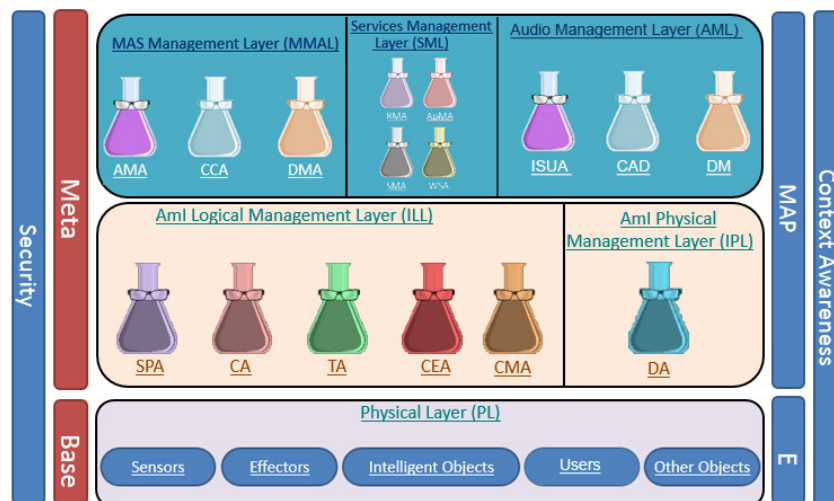 MAS Management Layer (MMAL)
Services Management
Layer (SML)
Audio Management Layer (AML)
RMA
ApMA
AMA
CCA
DMA
SMA
WSA
ISUA
CAD
DM
AmI Logical Management Layer (ILL)
AmI Physical
Management Layer (IPL)
SPA
CA
TA
CEA
CMA
DA
Physical Layer (PL)
Sensors
Effectors
Intelligent Objects
Users
Other Objects
Security
Meta
Base
MAP
E
Context Awareness